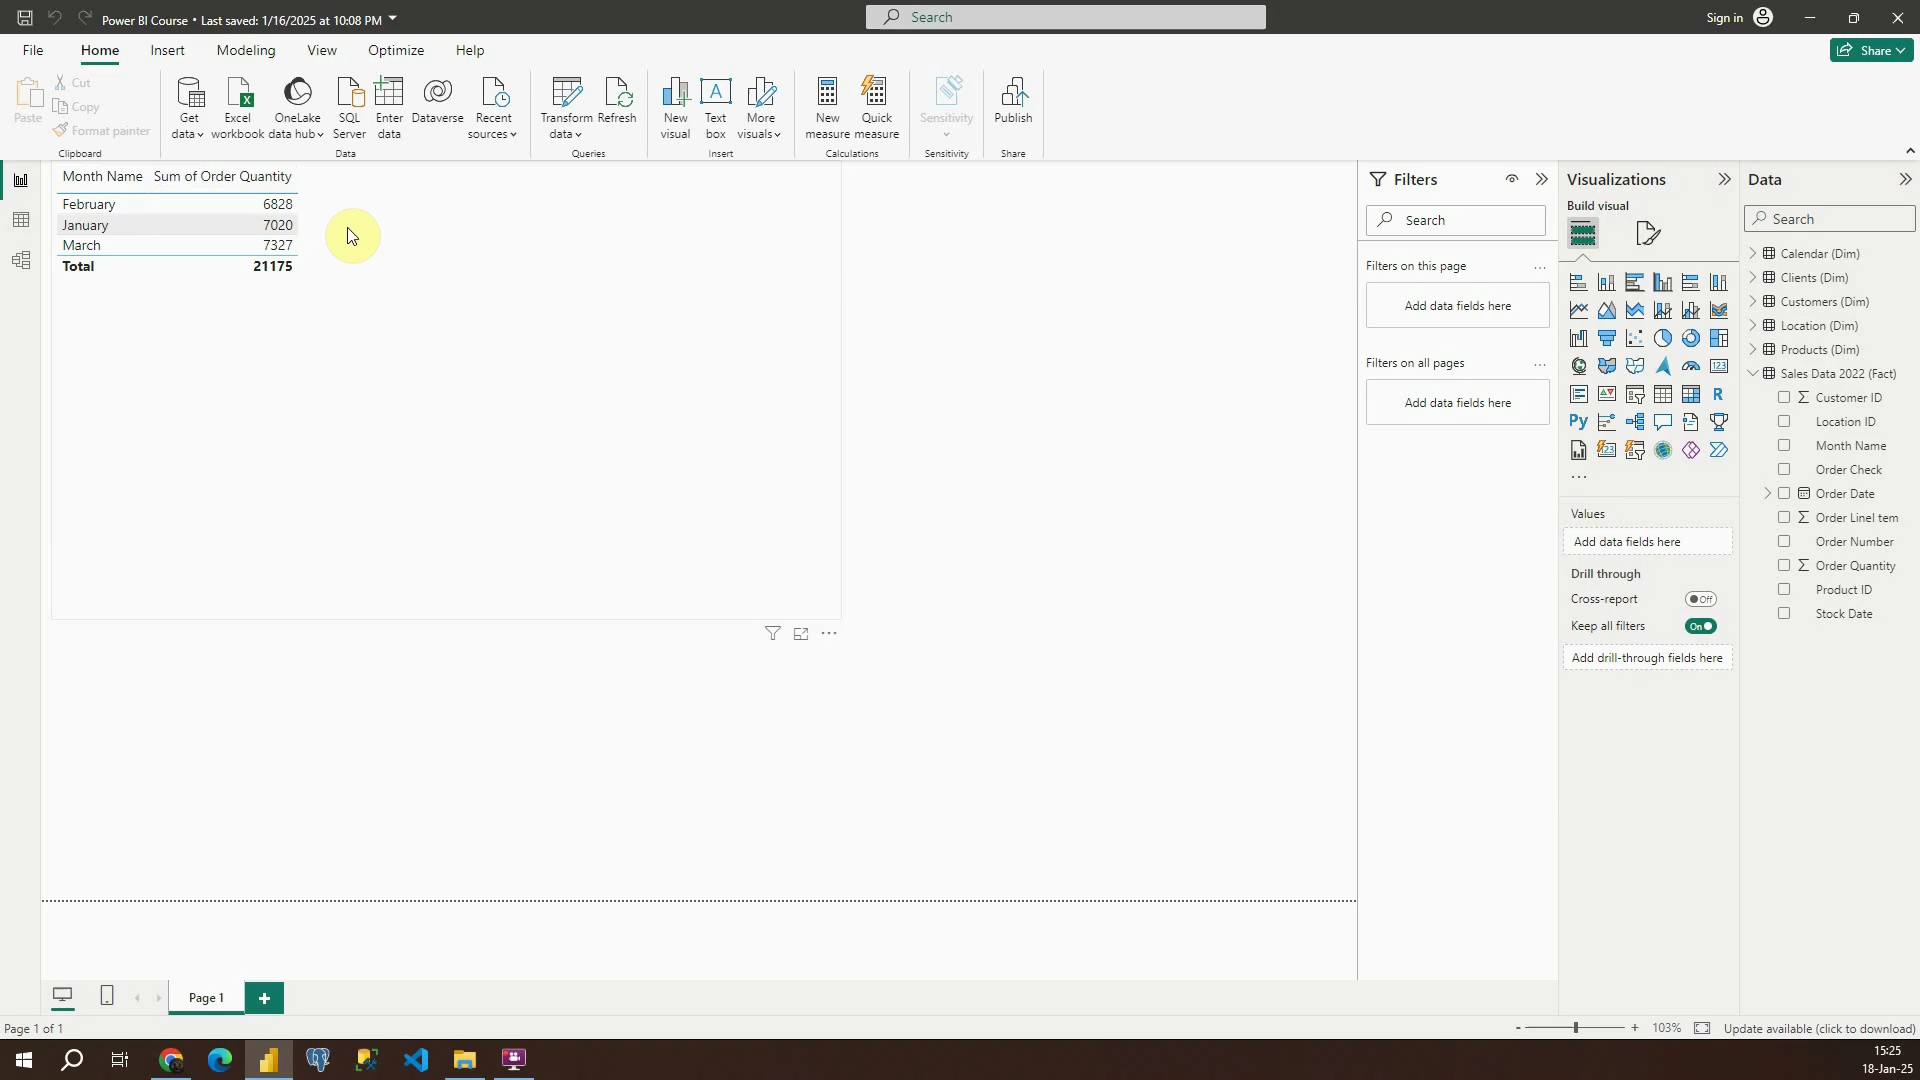 Power BI Course • Last saved: 1/16/2025 at 10:08 PM
Search
Sign in
File
Home
Insert
Modeling
View
Optimize
Help
Share
Paste
Cut
Copy
Format painter
Clipboard
Get data
Excel workbook
OneLake data hub
SQL Server
Enter data
Dataverse
Recent sources
Data
Transform data
Refresh
Queries
New visual
Text box
More visuals
Insert
New measure
Quick measure
Calculations
Sensitivity
Sensitivity
Publish
Share
Month Name Sum of Order Quantity
February 6828
January 7020
March 7327
Total 21175
Filters
Search
Filters on this page
Add data fields here
Filters on all pages
Add data fields here
Visualizations
Build visual
R
Py
123
Values
Add data fields here
Drill through
Cross-report Off
Keep all filters On
Add drill-through fields here
Data
Search
Calendar (Dim)
Clients (Dim)
Customers (Dim)
Location (Dim)
Products (Dim)
Sales Data 2022 (Fact)
Customer ID
Location ID
Month Name
Order Check
Order Date
Order LineI tem
Order Number
Order Quantity
Product ID
Stock Date
Page 1
Page 1 of 1
103%
Update available (click to download)
15:25
18-Jan-25